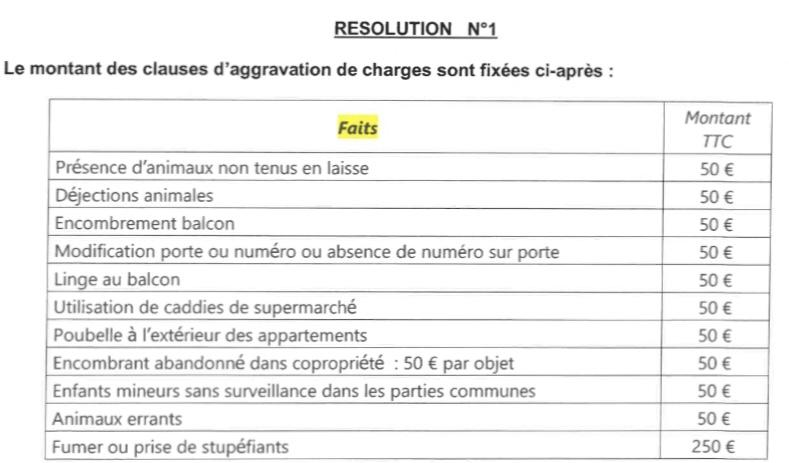 RESOLUTION N°1
Le montant des clauses d'aggravation de charges sont fixées ci-après :
Faits
Montant
TTC
Présence d'animaux non tenus en laisse 50 €
Déjections animales 50 €
Encombrement balcon 50 €
Modification porte ou numéro ou absence de numéro sur porte 50 €
Linge au balcon 50 €
Utilisation de caddies de supermarché 50 €
Poubelle à l'extérieur des appartements 50 €
Encombrant abandonné dans copropriété : 50 € par objet 50 €
Enfants mineurs sans surveillance dans les parties communes 50 €
Animaux errants 50 €
Fumer ou prise de stupéfiants 250 €